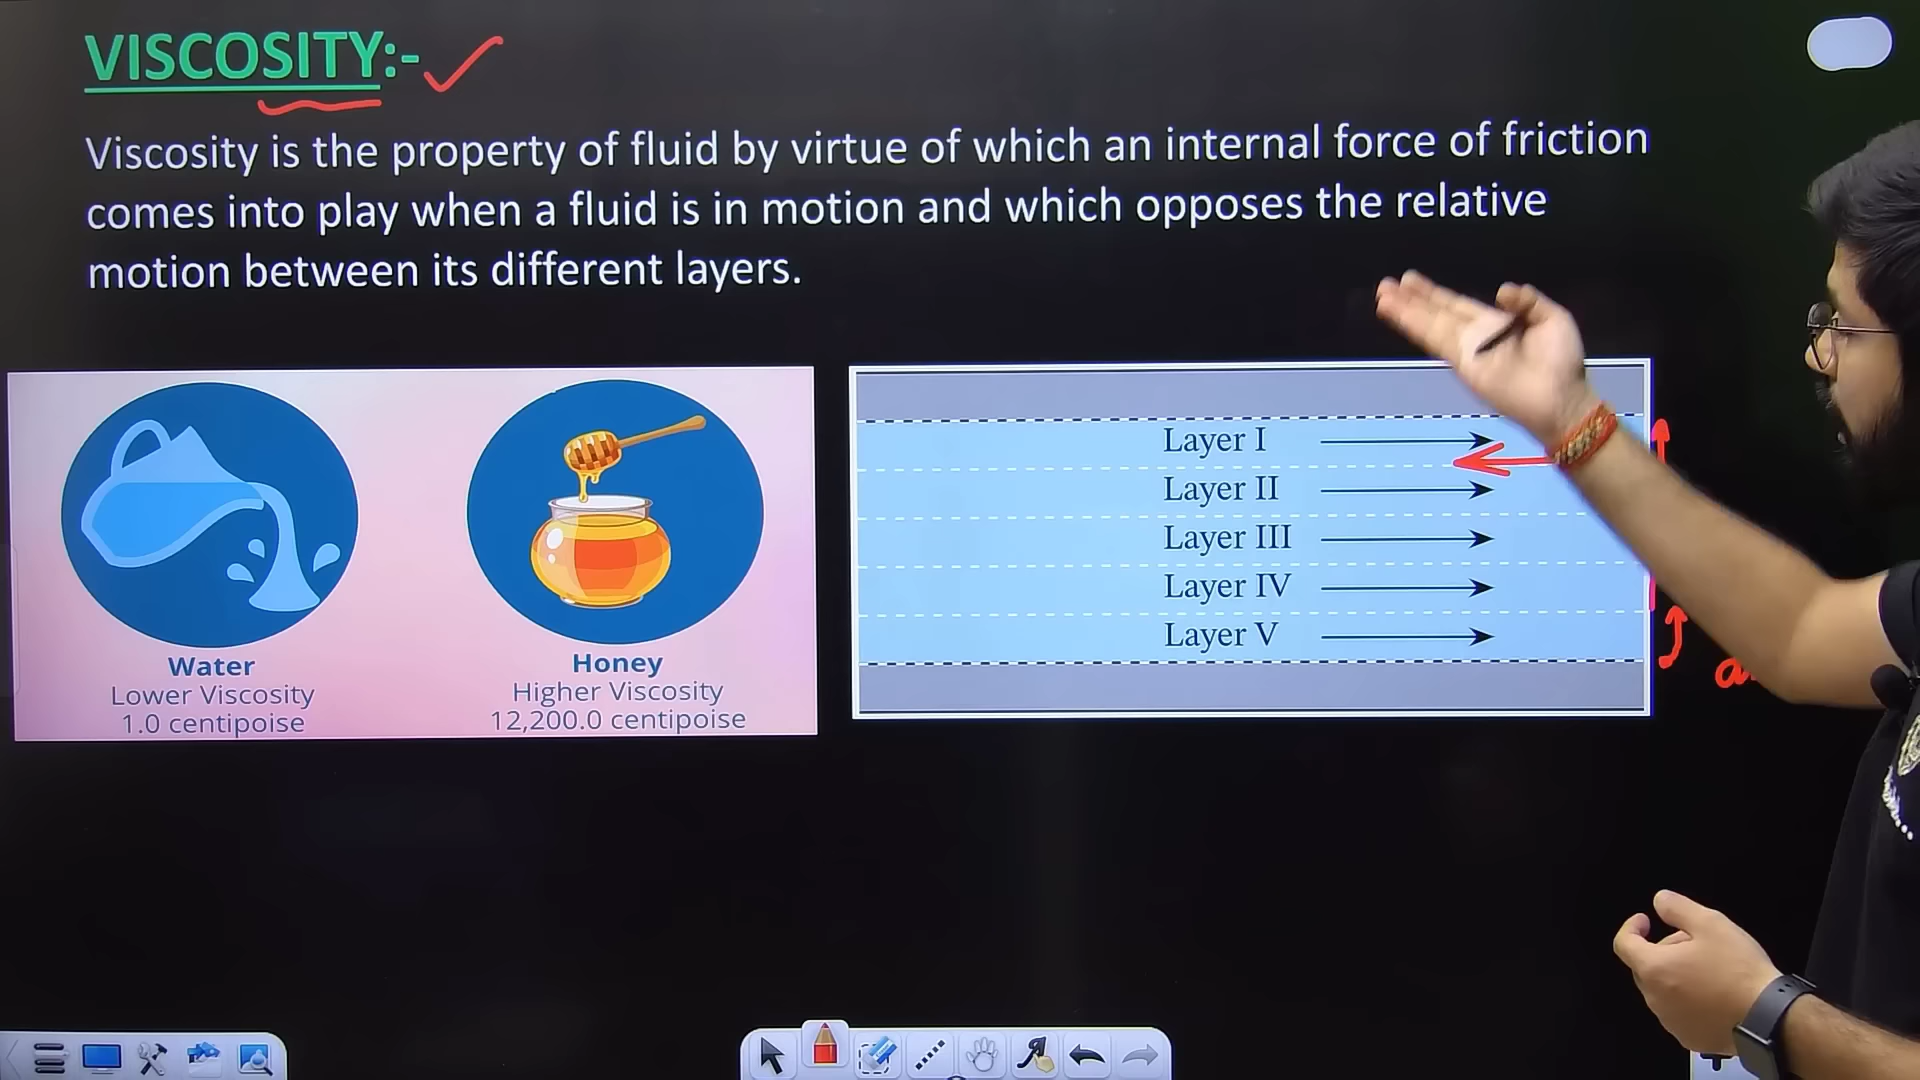 VISCOSITY:-
Viscosity is the property of fluid by virtue of which an internal force of friction
comes into play when a fluid is in motion and which opposes the relative
motion between its different layers.
Water
Lower Viscosity
1.0 centipoise
Honey
Higher Viscosity
12,200.0 centipoise
Layer I
Layer II
Layer III
Layer IV
Layer V